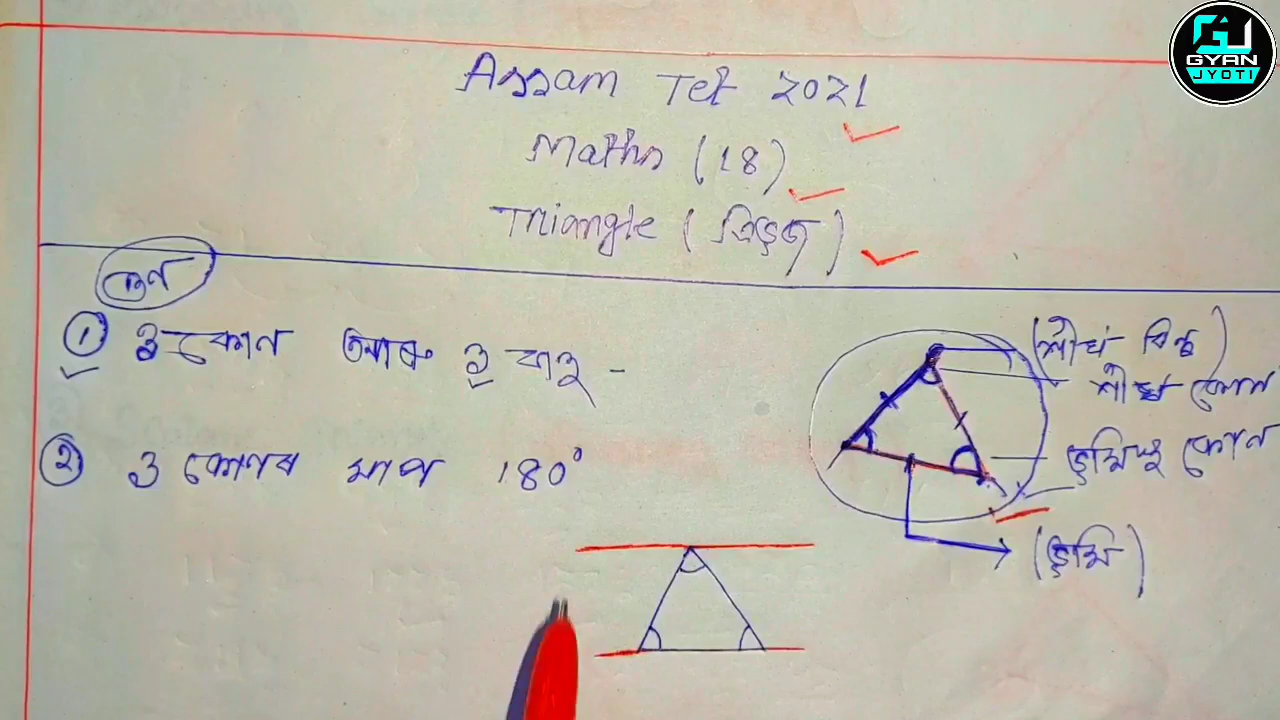 GYAN
JYOTI
Assam Tet 2021
Maths (18)
Triangle (ত্ৰিভুজ)
গুণ
① ৩ কোণ আৰু ৩ বাহু -
② ৩ কোণৰ মাপ 180°
(শীৰ্ষ বিন্দু)
শীৰ্ষ কোণ
ভূমিস্থ কোণ
(ভূমি)